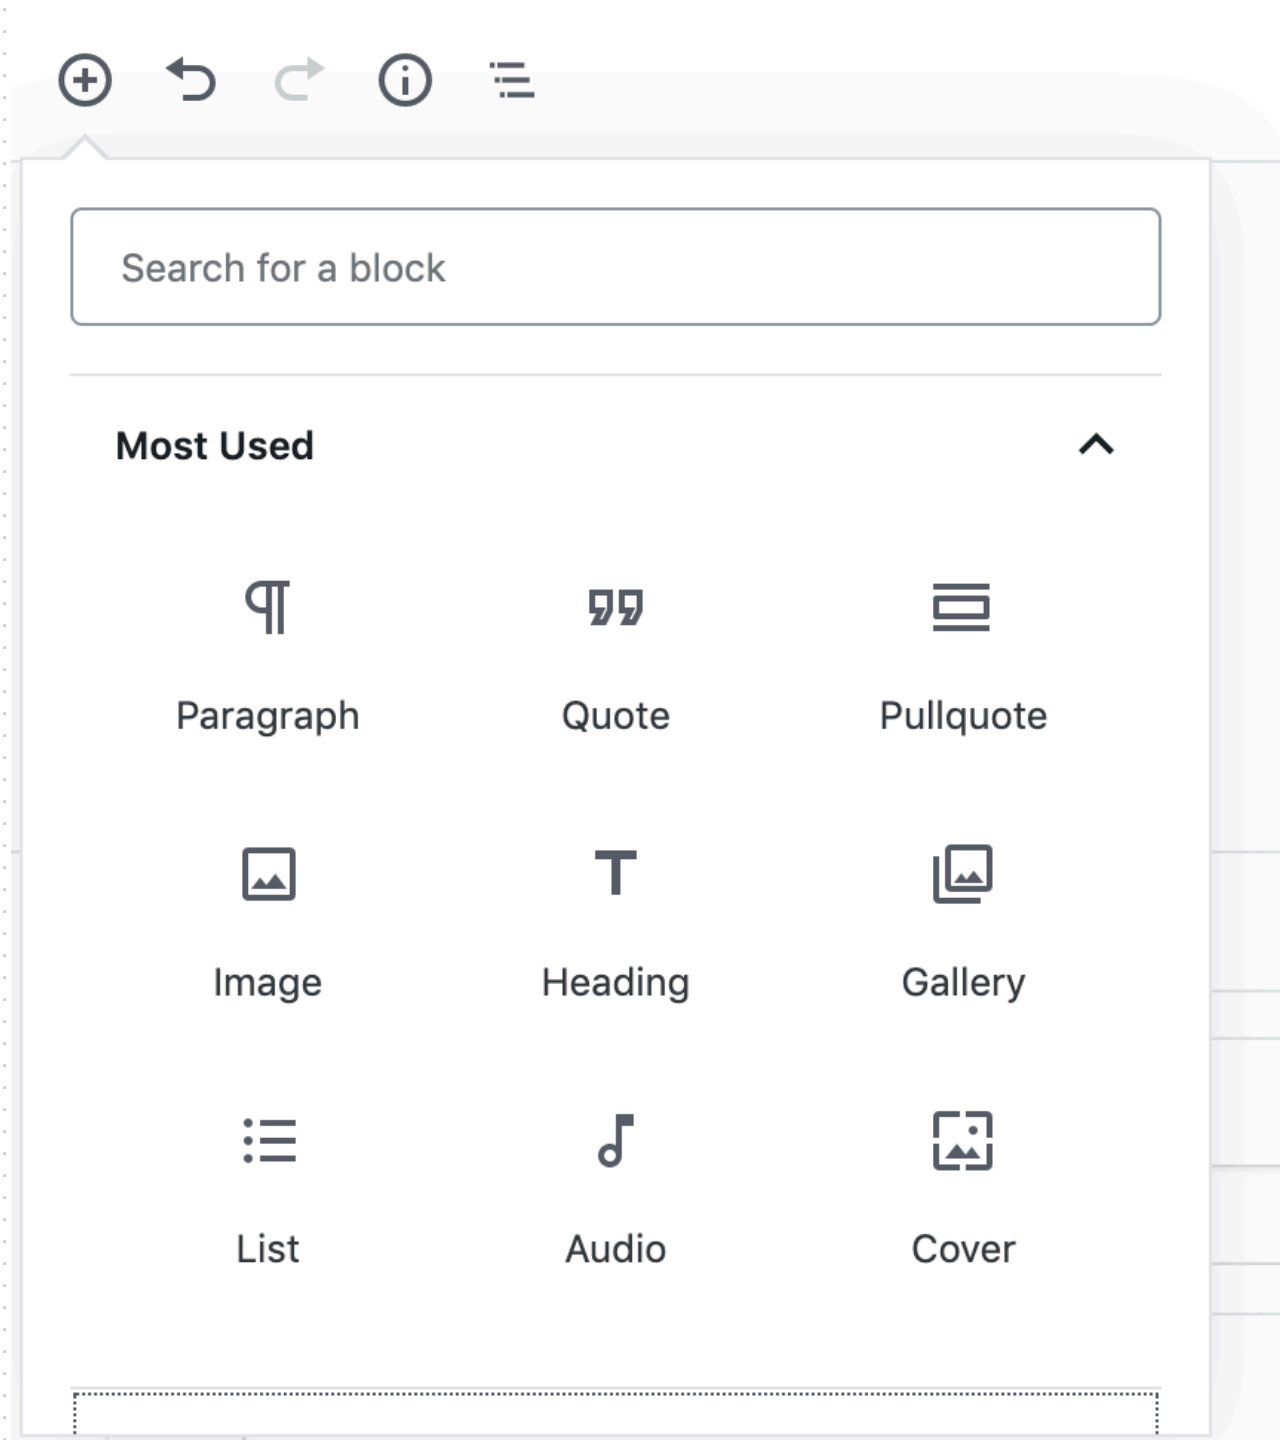 Search for a block
Most Used
Paragraph
Quote
Pullquote
Image
Heading
Gallery
List
Audio
Cover